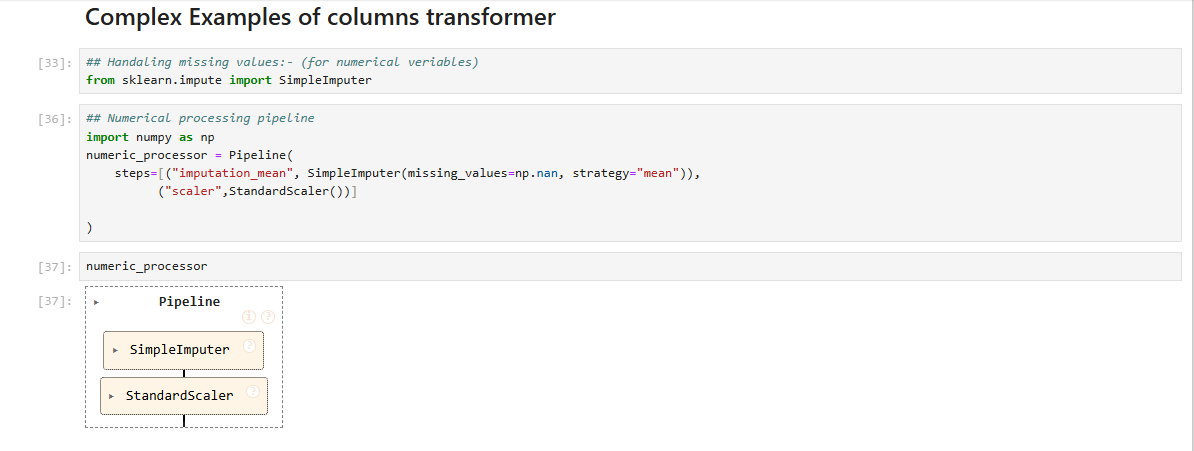 Complex Examples of columns transformer
[33]:
## Handaling missing values:- (for numerical veriables)
from sklearn.impute import SimpleImputer
[36]:
## Numerical processing pipeline
import numpy as np
numeric_processor = Pipeline(
    steps=[("imputation_mean", SimpleImputer(missing_values=np.nan, strategy="mean")),
          ("scaler",StandardScaler())]
)
[37]:
numeric_processor
[37]:
▸ Pipeline
i ?
▸ SimpleImputer ?
▸ StandardScaler ?